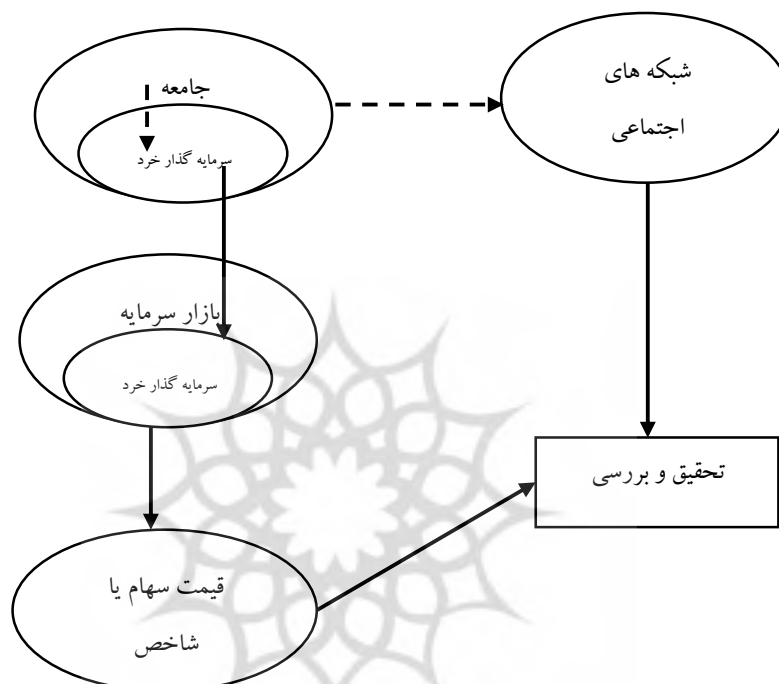 شبکه های
اجتماعی
جامعه
سرمایه گذار خرد
بازار سرمایه
سرمایه گذار خرد
تحقیق و بررسی
قیمت سهام یا
شاخص